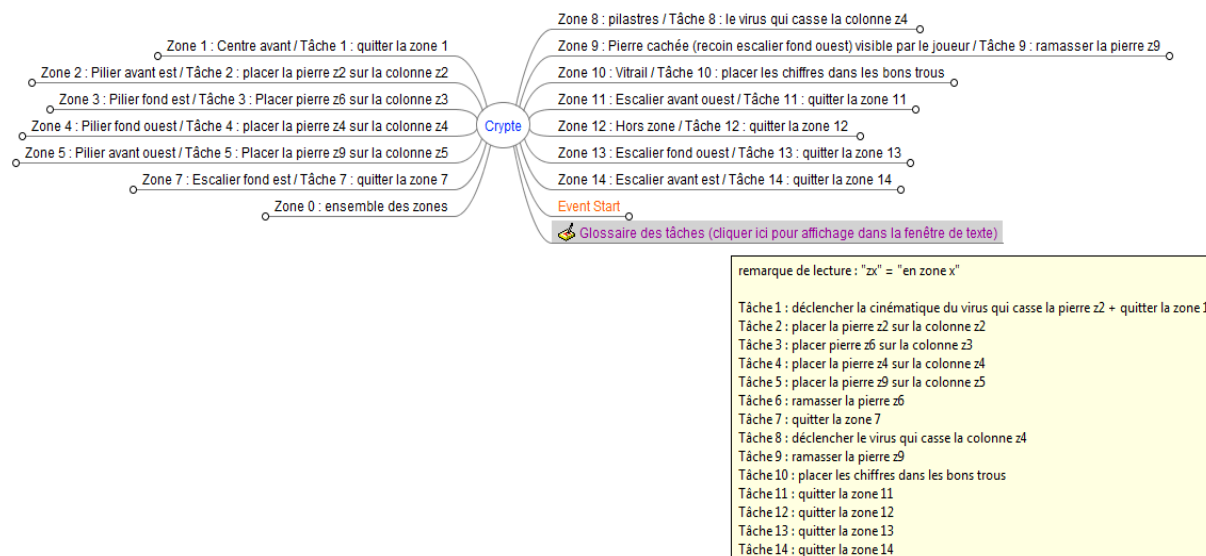 Zone 1 : Centre avant / Tâche 1 : quitter la zone 1
Zone 2 : Pilier avant est / Tâche 2 : placer la pierre z2 sur la colonne z2
Zone 3 : Pilier fond est / Tâche 3 : Placer pierre z6 sur la colonne z3
Zone 4 : Pilier fond ouest / Tâche 4 : placer la pierre z4 sur la colonne z4
Zone 5 : Pilier avant ouest / Tâche 5 : Placer la pierre z9 sur la colonne z5
Zone 7 : Escalier fond est / Tâche 7 : quitter la zone 7
Zone 0 : ensemble des zones
Crypte
Zone 8 : pilastres / Tâche 8 : le virus qui casse la colonne z4
Zone 9 : Pierre cachée (recoin escalier fond ouest) visible par le joueur / Tâche 9 : ramasser la pierre z9
Zone 10 : Vitrail / Tâche 10 : placer les chiffres dans les bons trous
Zone 11 : Escalier avant ouest / Tâche 11 : quitter la zone 11
Zone 12 : Hors zone / Tâche 12 : quitter la zone 12
Zone 13 : Escalier fond ouest / Tâche 13 : quitter la zone 13
Zone 14 : Escalier avant est / Tâche 14 : quitter la zone 14
Event Start
Glossaire des tâches (cliquer ici pour affichage dans la fenêtre de texte)
remarque de lecture : "zx" = "en zone x"
Tâche 1 : déclencher la cinématique du virus qui casse la pierre z2 + quitter la zone 1
Tâche 2 : placer la pierre z2 sur la colonne z2
Tâche 3 : placer pierre z6 sur la colonne z3
Tâche 4 : placer la pierre z4 sur la colonne z4
Tâche 5 : placer la pierre z9 sur la colonne z5
Tâche 6 : ramasser la pierre z6
Tâche 7 : quitter la zone 7
Tâche 8 : déclencher le virus qui casse la colonne z4
Tâche 9 : ramasser la pierre z9
Tâche 10 : placer les chiffres dans les bons trous
Tâche 11 : quitter la zone 11
Tâche 12 : quitter la zone 12
Tâche 13 : quitter la zone 13
Tâche 14 : quitter la zone 14